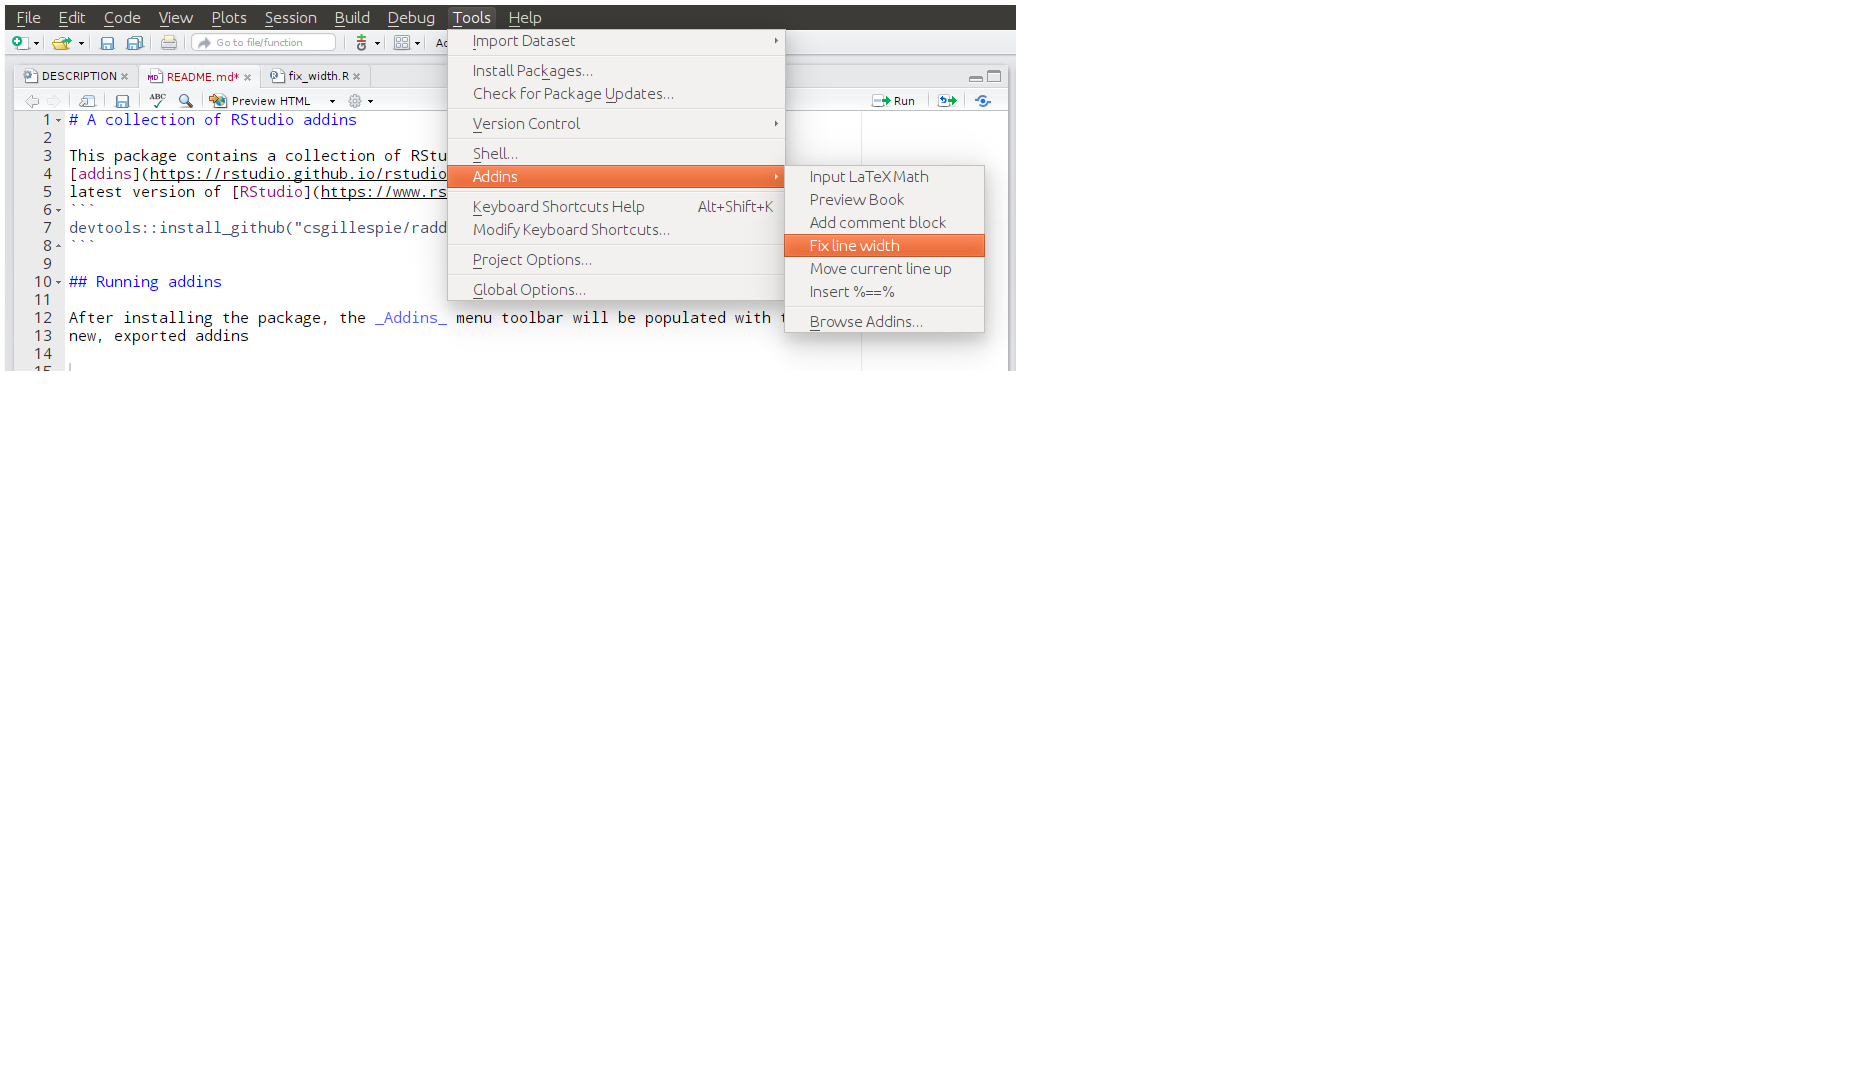 File Edit Code View Plots Session Build Debug Tools Help
Go to file/function
Import Dataset
Install Packages...
Check for Package Updates...
Version Control
Shell...
Addins
Keyboard Shortcuts Help Alt+Shift+K
Modify Keyboard Shortcuts...
Project Options...
Global Options...
Input LaTeX Math
Preview Book
Add comment block
Fix line width
Move current line up
Insert %==%
Browse Addins...
DESCRIPTION README.md* fix_width.R
ABC Preview HTML Run
1 # A collection of RStudio addins
2
3 This package contains a collection of RStu
4 [addins](https://rstudio.github.io/rstudio
5 latest version of [RStudio](https://www.rs
6 ```
7 devtools::install_github("csgillespie/radd
8 ```
9
10 ## Running addins
11
12 After installing the package, the _Addins_ menu toolbar will be populated with
13 new, exported addins
14
15